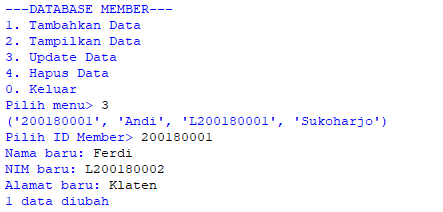 ---DATABASE MEMBER---
1. Tambahkan Data
2. Tampilkan Data
3. Update Data
4. Hapus Data
0. Keluar
Pilih menu> 3
('200180001', 'Andi', 'L200180001', 'Sukoharjo')
Pilih ID Member> 200180001
Nama baru: Ferdi
NIM baru: L200180002
Alamat baru: Klaten
1 data diubah